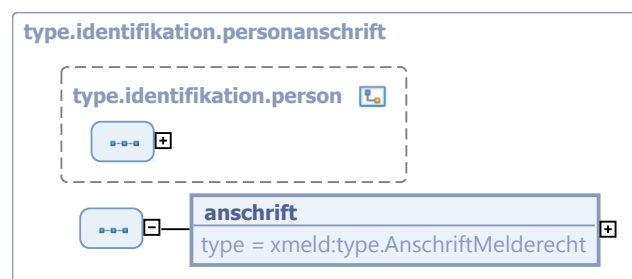 type.identifikation.personanschrift
type.identifikation.person
anschrift
type = xmeld:type.AnschriftMelderecht